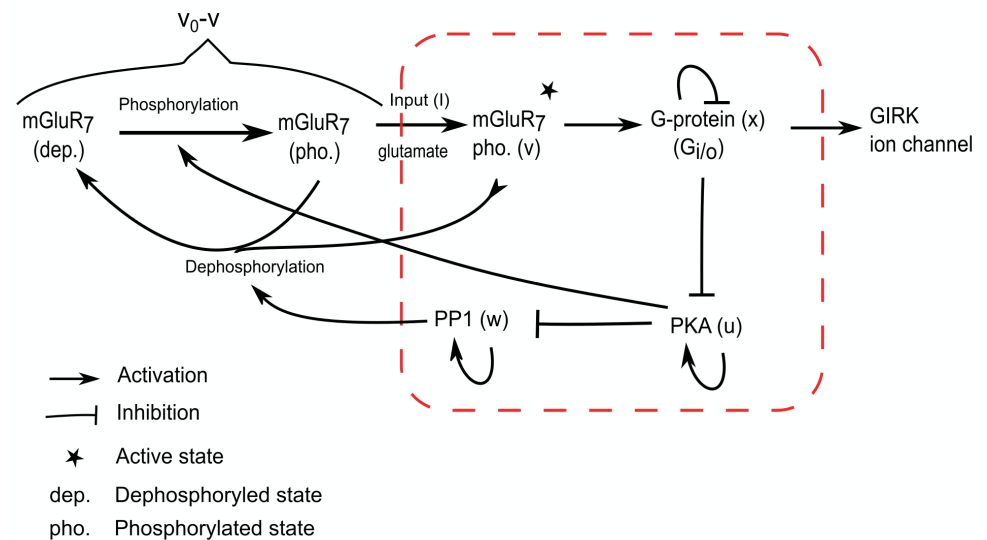 v0-v
Phosphorylation
mGluR7
(dep.)
mGluR7
(pho.)
Input (I)
glutamate
mGluR7
pho. (v)
G-protein (x)
(Gi/o)
GIRK
ion channel
Dephosphorylation
PP1 (w)
PKA (u)
Activation
Inhibition
Active state
dep. Dephosphoryled state
pho. Phosphorylated state